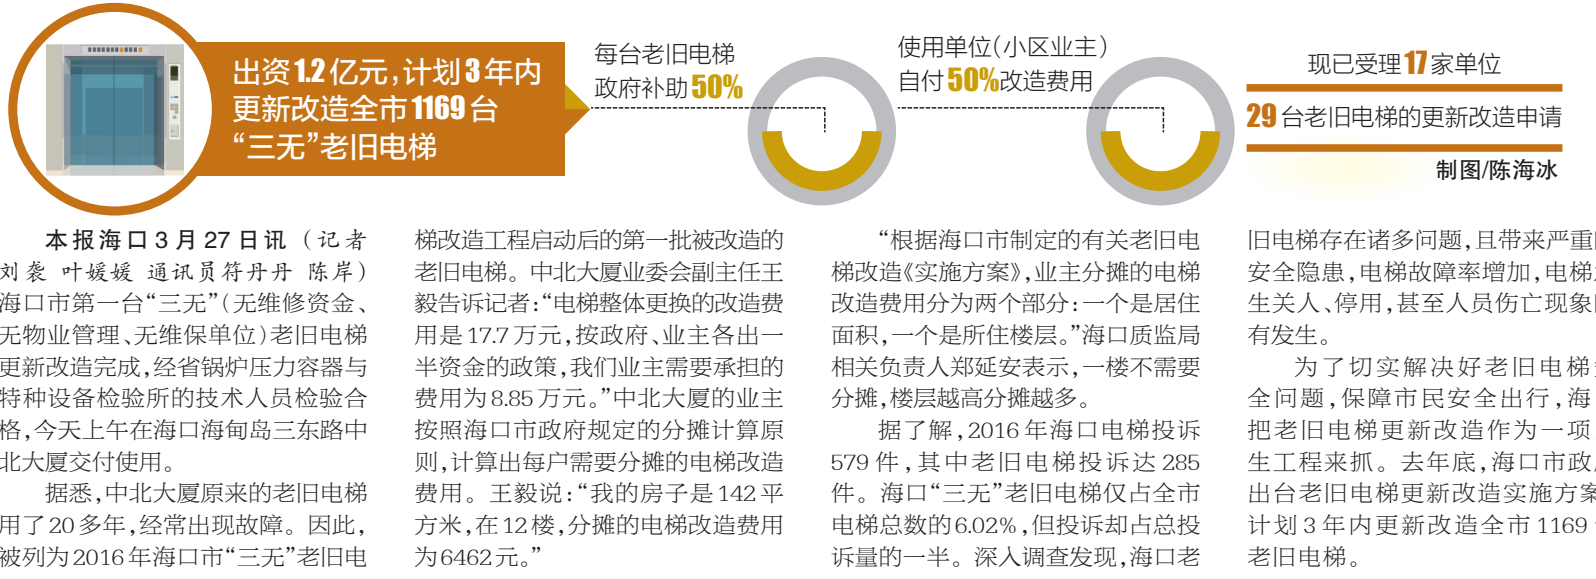 出资1.2亿元,计划3年内
更新改造全市1169台
“三无”老旧电梯
每台老旧电梯
政府补助50%
使用单位(小区业主)
自付50%改造费用
现已受理17家单位
29台老旧电梯的更新改造申请
制图/陈海冰
本报海口3月27日讯(记者
刘袭 叶媛媛 通讯员符丹丹 陈岸)
海口市第一台“三无”(无维修资金、
无物业管理、无维保单位)老旧电梯
更新改造完成,经省锅炉压力容器与
特种设备检验所的技术人员检验合
格,今天上午在海口海甸岛三东路中
北大厦交付使用。
据悉,中北大厦原来的老旧电梯
用了20多年,经常出现故障。因此,
被列为2016年海口市“三无”老旧电
梯改造工程启动后的第一批被改造的
老旧电梯。中北大厦业委会副主任王
毅告诉记者:“电梯整体更换的改造费
用是17.7万元,按政府、业主各出一
半资金的政策,我们业主需要承担的
费用为8.85万元。”中北大厦的业主
按照海口市政府规定的分摊计算原
则,计算出每户需要分摊的电梯改造
费用。王毅说:“我的房子是142平
方米,在12楼,分摊的电梯改造费用
为6462元。”
“根据海口市制定的有关老旧电
梯改造《实施方案》,业主分摊的电梯
改造费用分为两个部分:一个是居住
面积,一个是所住楼层。”海口质监局
相关负责人郑延安表示,一楼不需要
分摊,楼层越高分摊越多。
据了解,2016年海口电梯投诉
579件,其中老旧电梯投诉达285
件。海口“三无”老旧电梯仅占全市
电梯总数的6.02%,但投诉却占总投
诉量的一半。深入调查发现,海口老
旧电梯存在诸多问题,且带来严重
安全隐患,电梯故障率增加,电梯
生关人、停用,甚至人员伤亡现象
有发生。
为了切实解决好老旧电梯
全问题,保障市民安全出行,海
把老旧电梯更新改造作为一项
生工程来抓。去年底,海口市政
出台老旧电梯更新改造实施方案
计划3年内更新改造全市1169
老旧电梯。